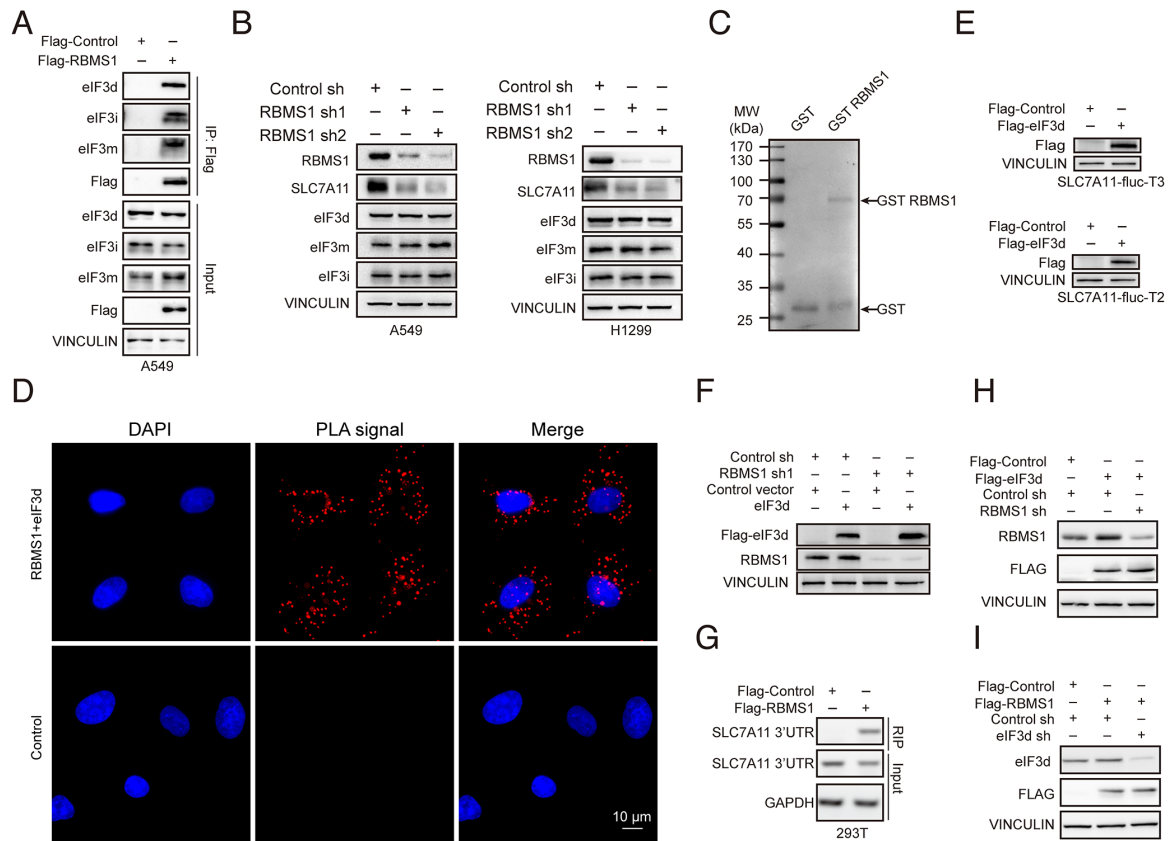 A
Flag-Control + –
Flag-RBMS1 – +
eIF3d
eIF3i
eIF3m
Flag
IP: Flag
eIF3d
eIF3i
eIF3m
Flag
VINCULIN
Input
A549
B
Control sh + – –
RBMS1 sh1 – + –
RBMS1 sh2 – – +
RBMS1
SLC7A11
eIF3d
eIF3m
eIF3i
VINCULIN
A549
Control sh + – –
RBMS1 sh1 – + –
RBMS1 sh2 – – +
RBMS1
SLC7A11
eIF3d
eIF3m
eIF3i
VINCULIN
H1299
C
MW
(kDa)
GST
GST RBMS1
170
130
100
70
55
40
35
25
GST RBMS1
GST
E
Flag-Control + –
Flag-eIF3d – +
Flag
VINCULIN
SLC7A11-fluc-T3
Flag-Control + –
Flag-eIF3d – +
Flag
VINCULIN
SLC7A11-fluc-T2
D
DAPI
PLA signal
Merge
RBMS1+eIF3d
Control
10 μm
F
Control sh + + – –
RBMS1 sh1 – – + +
Control vector + – + –
eIF3d – + – +
Flag-eIF3d
RBMS1
VINCULIN
G
Flag-Control + –
Flag-RBMS1 – +
SLC7A11 3'UTR
RIP
SLC7A11 3'UTR
GAPDH
Input
293T
H
Flag-Control + – –
Flag-eIF3d – + +
Control sh + + –
RBMS1 sh – – +
RBMS1
FLAG
VINCULIN
I
Flag-Control + – –
Flag-RBMS1 – + +
Control sh + + –
eIF3d sh – – +
eIF3d
FLAG
VINCULIN